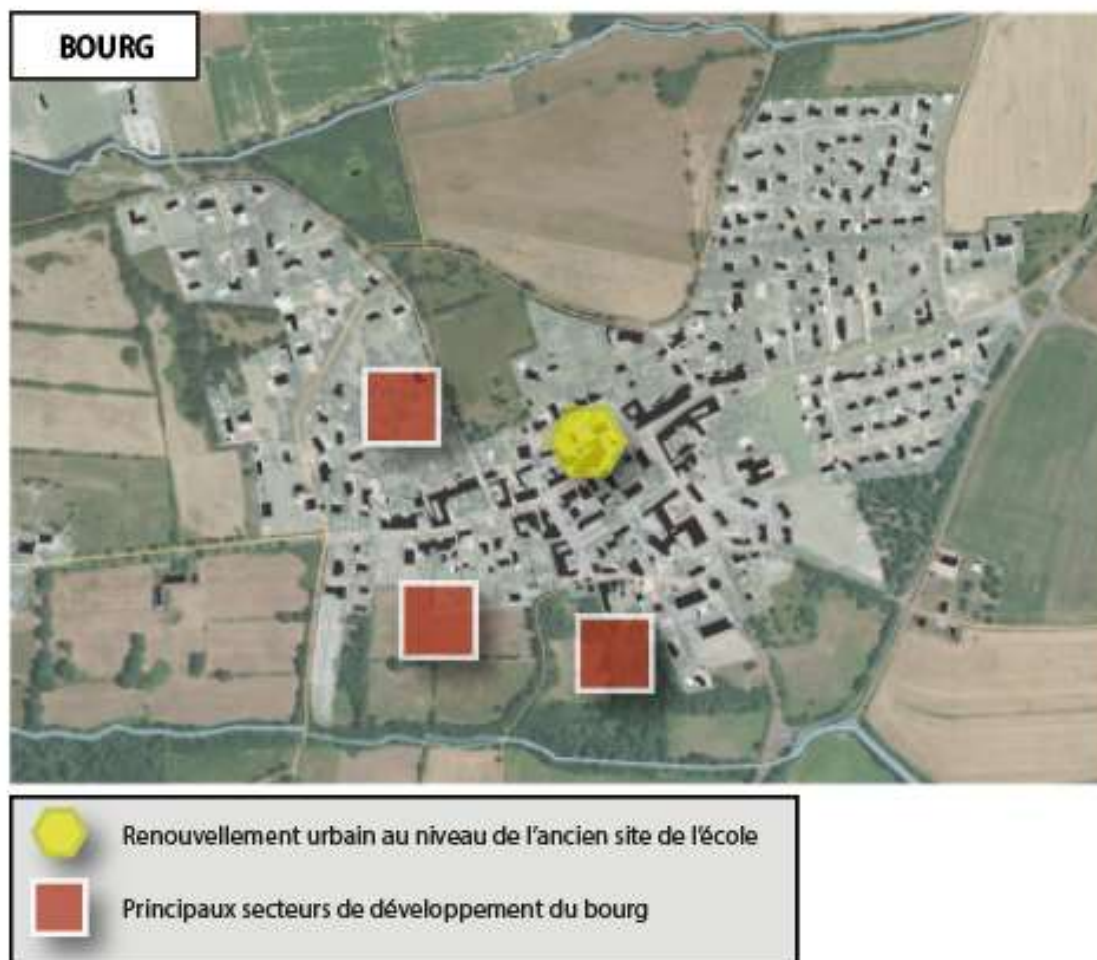 BOURG
Renouvellement urbain au niveau de l'ancien site de l'école
Principaux secteurs de développement du bourg